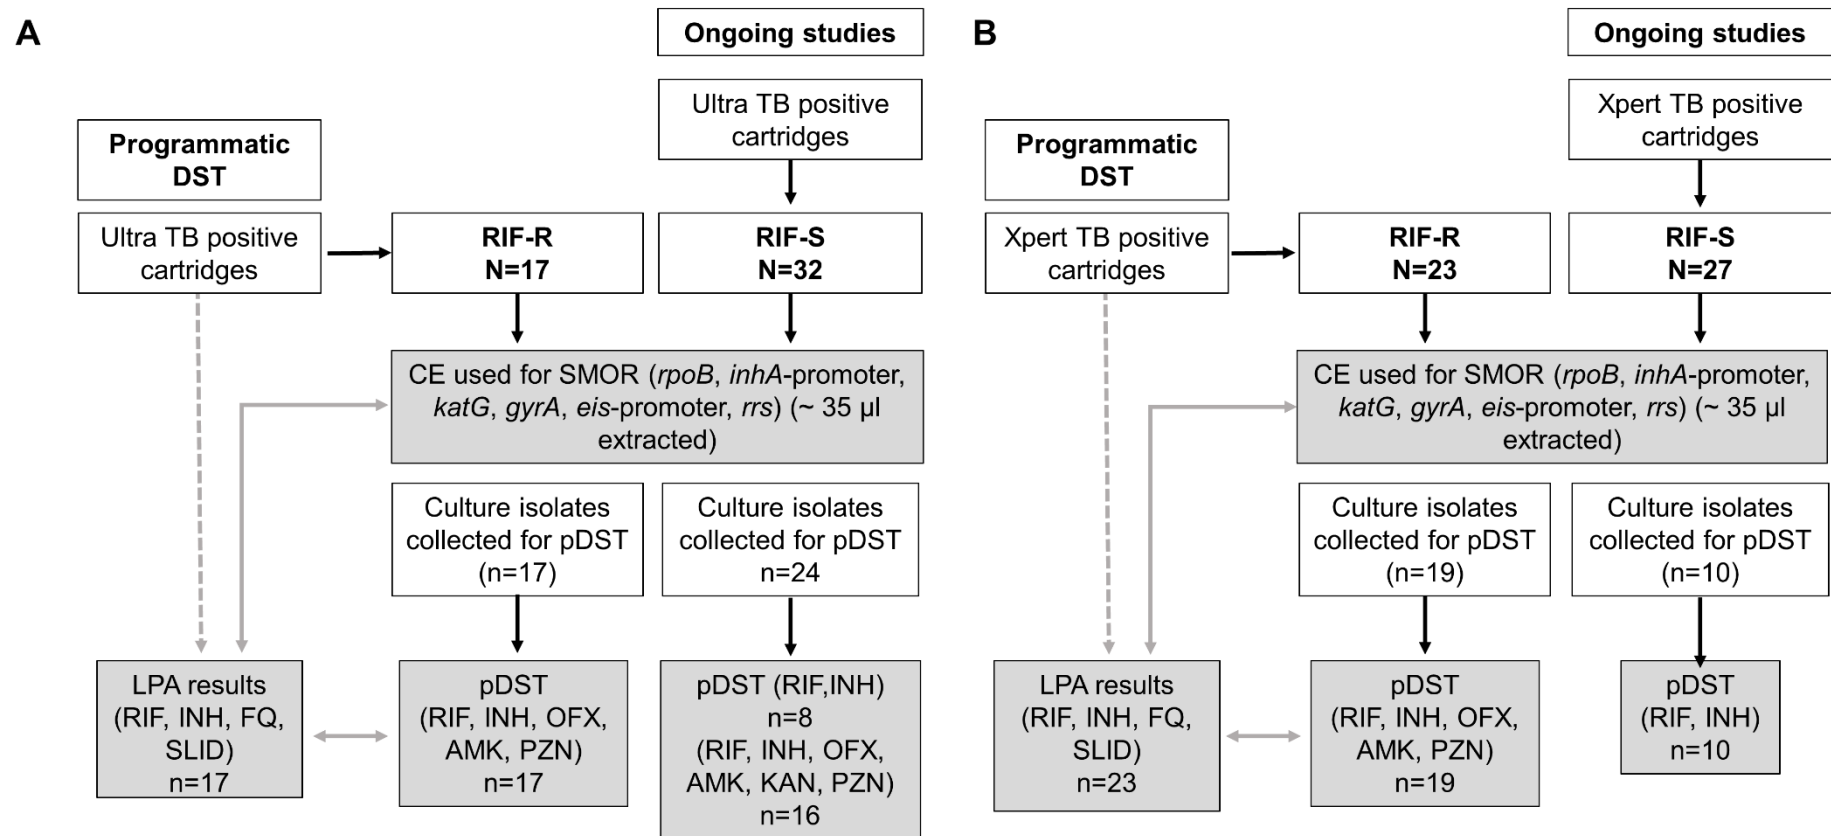 A
Ongoing studies
Ultra TB positive
cartridges
Programmatic
DST
Ultra TB positive
cartridges
RIF-R
N=17
RIF-S
N=32
CE used for SMOR (rpoB, inhA-promoter,
katG, gyrA, eis-promoter, rrs) (~ 35 µl
extracted)
Culture isolates
collected for pDST
(n=17)
Culture isolates
collected for pDST
n=24
LPA results
(RIF, INH, FQ,
SLID)
n=17
pDST
(RIF, INH, OFX,
AMK, PZN)
n=17
pDST (RIF,INH)
n=8
(RIF, INH, OFX,
AMK, KAN, PZN)
n=16
B
Ongoing studies
Xpert TB positive
cartridges
Programmatic
DST
Xpert TB positive
cartridges
RIF-R
N=23
RIF-S
N=27
CE used for SMOR (rpoB, inhA-promoter,
katG, gyrA, eis-promoter, rrs) (~ 35 µl
extracted)
Culture isolates
collected for pDST
(n=19)
Culture isolates
collected for pDST
(n=10)
LPA results
(RIF, INH, FQ,
SLID)
n=23
pDST
(RIF, INH, OFX,
AMK, PZN)
n=19
pDST
(RIF, INH)
n=10